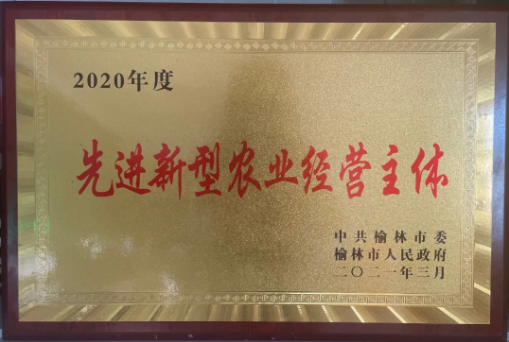 2020年度
先进新型农业经营主体
中共榆林市委
榆林市人民政府
二〇二一年三月